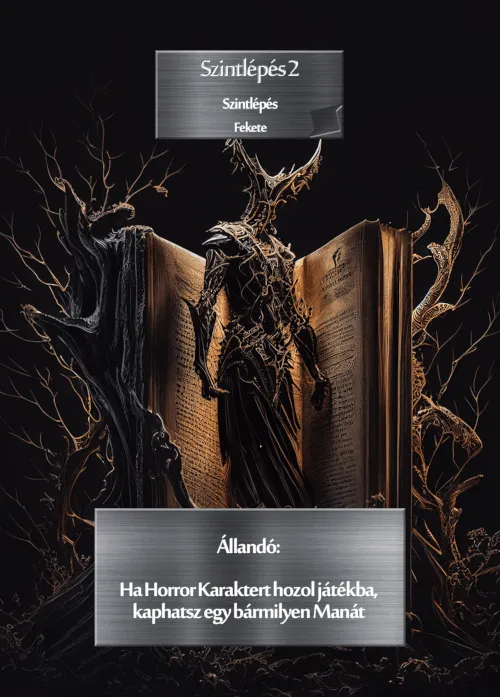 Szintlépés 2
Szintlépés
Fekete
Állandó:
Ha Horror Karaktert hozol játékba,
kaphatsz egy bármilyen Manát